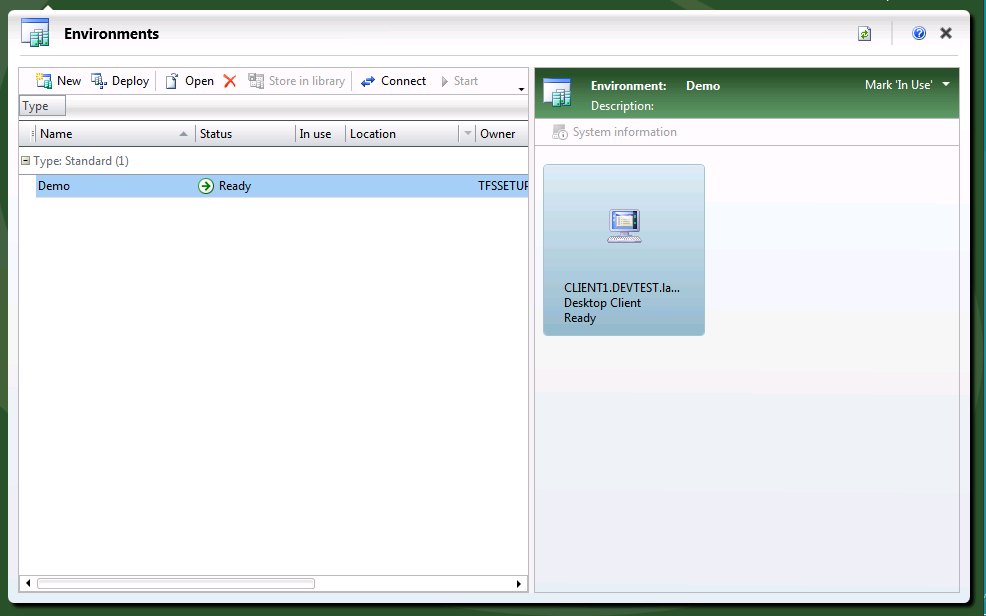 Environments
New Deploy Open Store in library Connect Start
Type
Name Status In use Location Owner
Type: Standard (1)
Demo Ready TFSSETUP
Environment: Demo Mark 'In Use'
Description:
System information
CLIENT1.DEVTEST.la...
Desktop Client
Ready